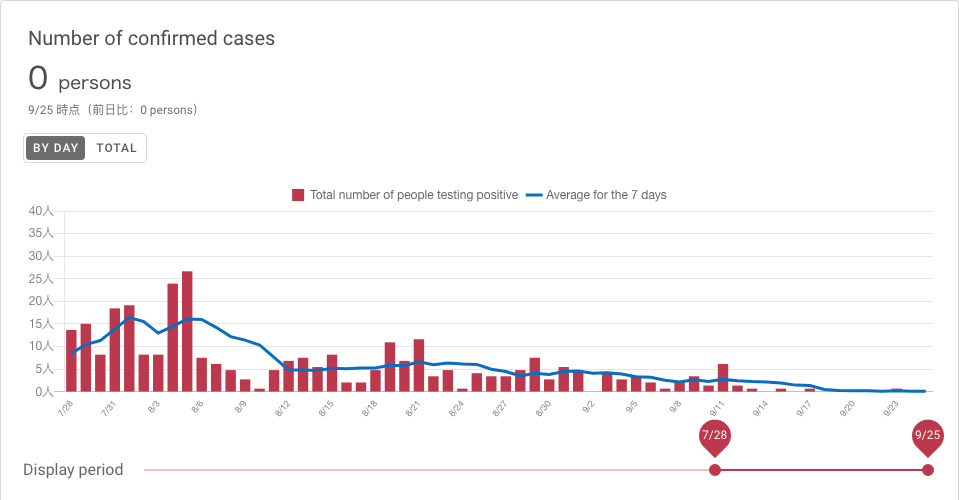 Number of confirmed cases
0 persons
9/25 時点（前日比：0 persons）
BY DAY TOTAL
Total number of people testing positive Average for the 7 days
40人
35人
30人
25人
20人
15人
10人
5人
0人
7/28 7/31 8/3 8/6 8/9 8/12 8/15 8/18 8/21 8/24 8/27 8/30 9/2 9/5 9/8 9/11 9/14 9/17 9/20 9/23
7/28 9/25
Display period